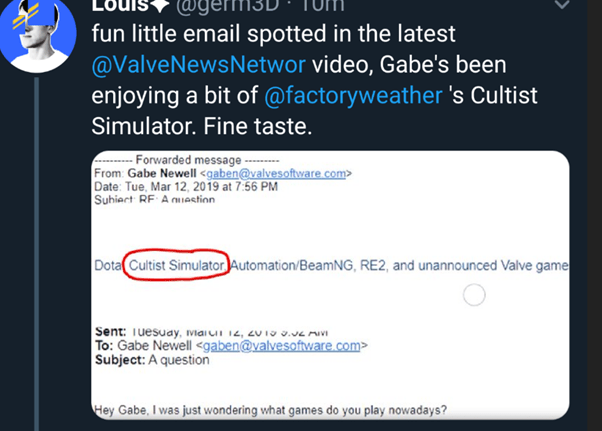 Louis✦ @germ3D · 10m
fun little email spotted in the latest
@ValveNewsNetwor video, Gabe's been
enjoying a bit of @factoryweather 's Cultist
Simulator. Fine taste.
---------- Forwarded message ---------
From: Gabe Newell <gaben@valvesoftware.com>
Date: Tue, Mar 12, 2019 at 7:56 PM
Subject: RE: A question
Dota, Cultist Simulator, Automation/BeamNG, RE2, and unannounced Valve game
Sent: Tuesday, March 12, 2019 9:52 AM
To: Gabe Newell <gaben@valvesoftware.com>
Subject: A question
Hey Gabe, I was just wondering what games do you play nowadays?